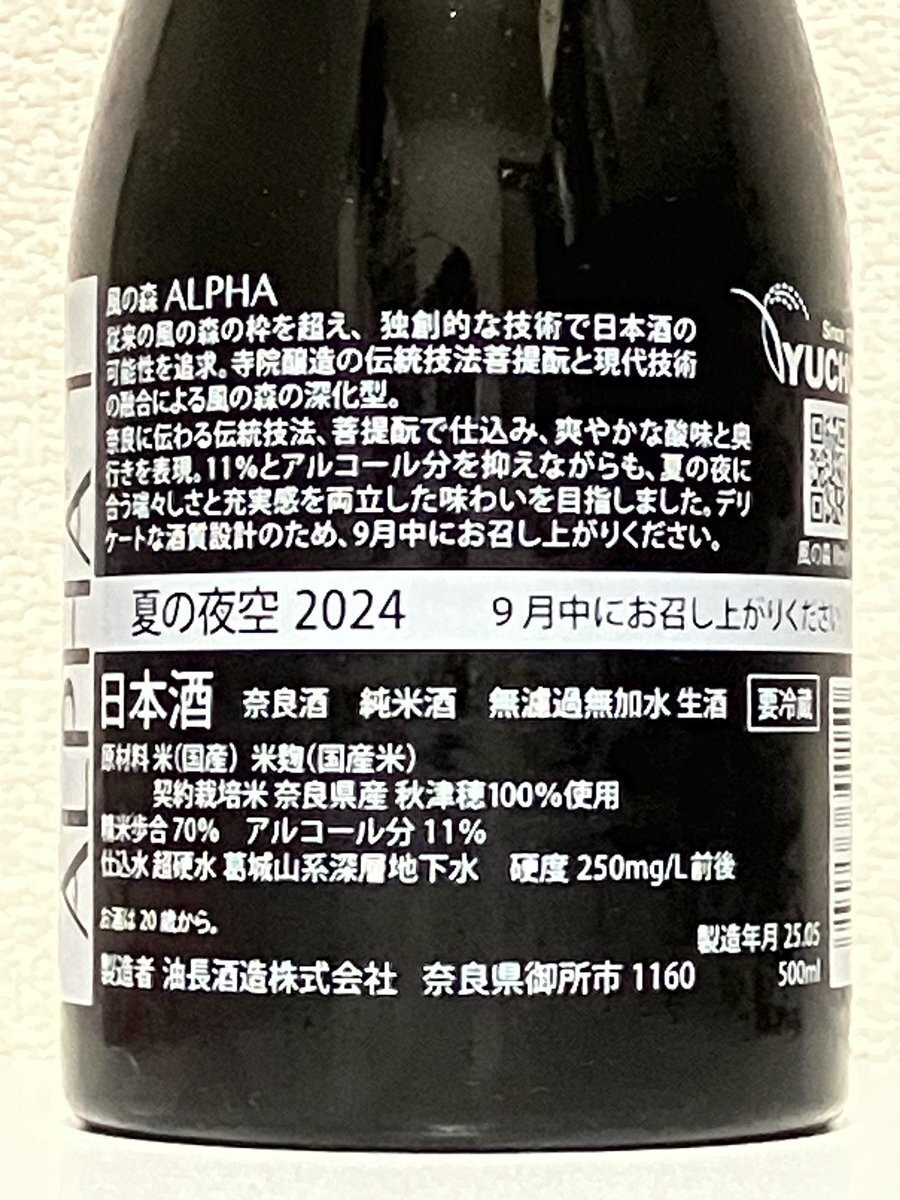 風の森 ALPHA
従来の風の森の枠を超え、独創的な技術で日本酒の
可能性を追求。寺院醸造の伝統技法菩提酛と現代技術
の融合による風の森の深化型。
奈良に伝わる伝統技法、菩提酛で仕込み、爽やかな酸味と奥
行きを表現。11%とアルコール分を抑えながらも、夏の夜に
合う瑞々しさと充実感を両立した味わいを目指しました。デリ
ケートな酒質設計のため、9月中にお召し上がりください。
Since
YUCH
風の森
夏の夜空 2024 9月中にお召し上がりください
日本酒 奈良酒 純米酒 無濾過無加水 生酒 要冷蔵
原材料 米(国産) 米麹(国産米)
契約栽培米 奈良県産 秋津穂100%使用
精米歩合 70% アルコール分 11%
仕込水 超硬水 葛城山系深層地下水 硬度 250mg/L前後
お酒は 20 歳から。
製造年月 25.05
製造者 油長酒造株式会社 奈良県御所市 1160
500ml
ALPHA 1